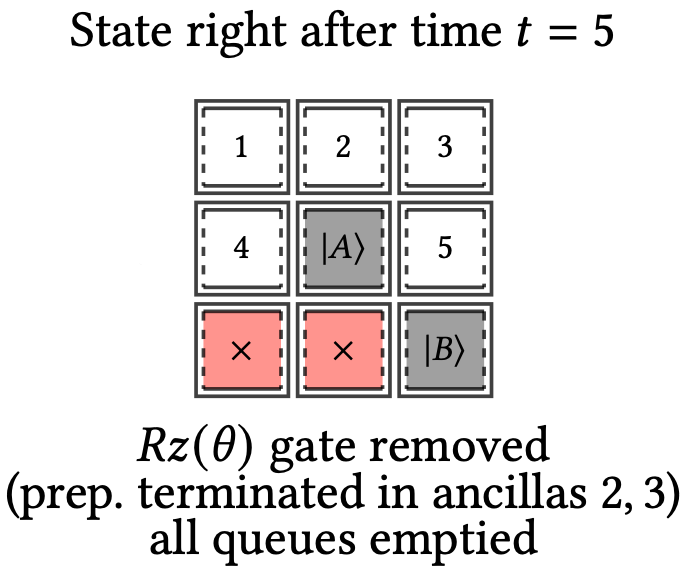 State right after time t = 5
1 2 3
4 |A⟩ 5
× × |B⟩
Rz(θ) gate removed
(prep. terminated in ancillas 2, 3)
all queues emptied